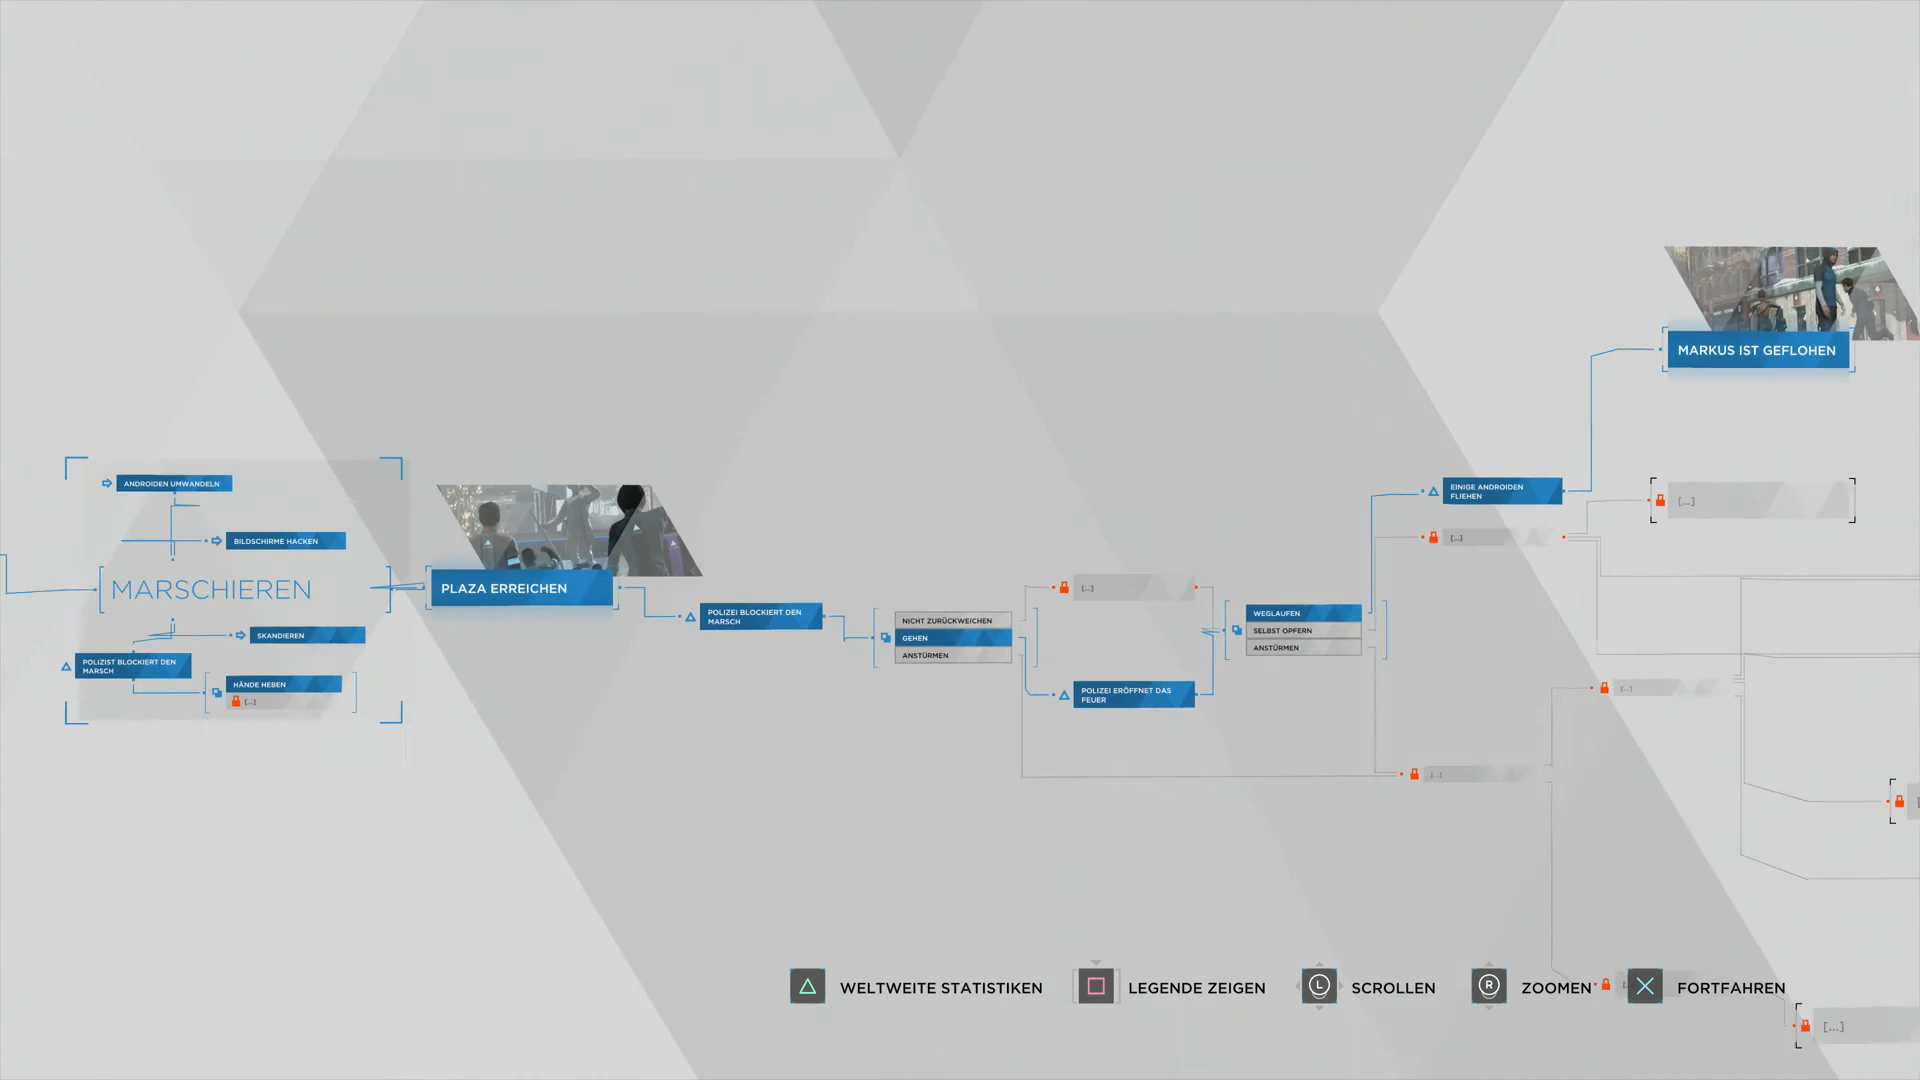 MARKUS IST GEFLOHEN
ANDROIDEN UMWANDELN
BILDSCHIRME HACKEN
MARSCHIEREN
SKANDIEREN
POLIZIST BLOCKIERT DEN
MARSCH
HÄNDE HEBEN
[...]
PLAZA ERREICHEN
POLIZEI BLOCKIERT DEN
MARSCH
NICHT ZURÜCKWEICHEN
GEHEN
ANSTÜRMEN
[...]
POLIZEI ERÖFFNET DAS
FEUER
WEGLAUFEN
SELBST OPFERN
ANSTÜRMEN
EINIGE ANDROIDEN
FLIEHEN
[...]
[...]
[...]
[...]
WELTWEITE STATISTIKEN
LEGENDE ZEIGEN
L
SCROLLEN
R
ZOOMEN
FORTFAHREN
[...]